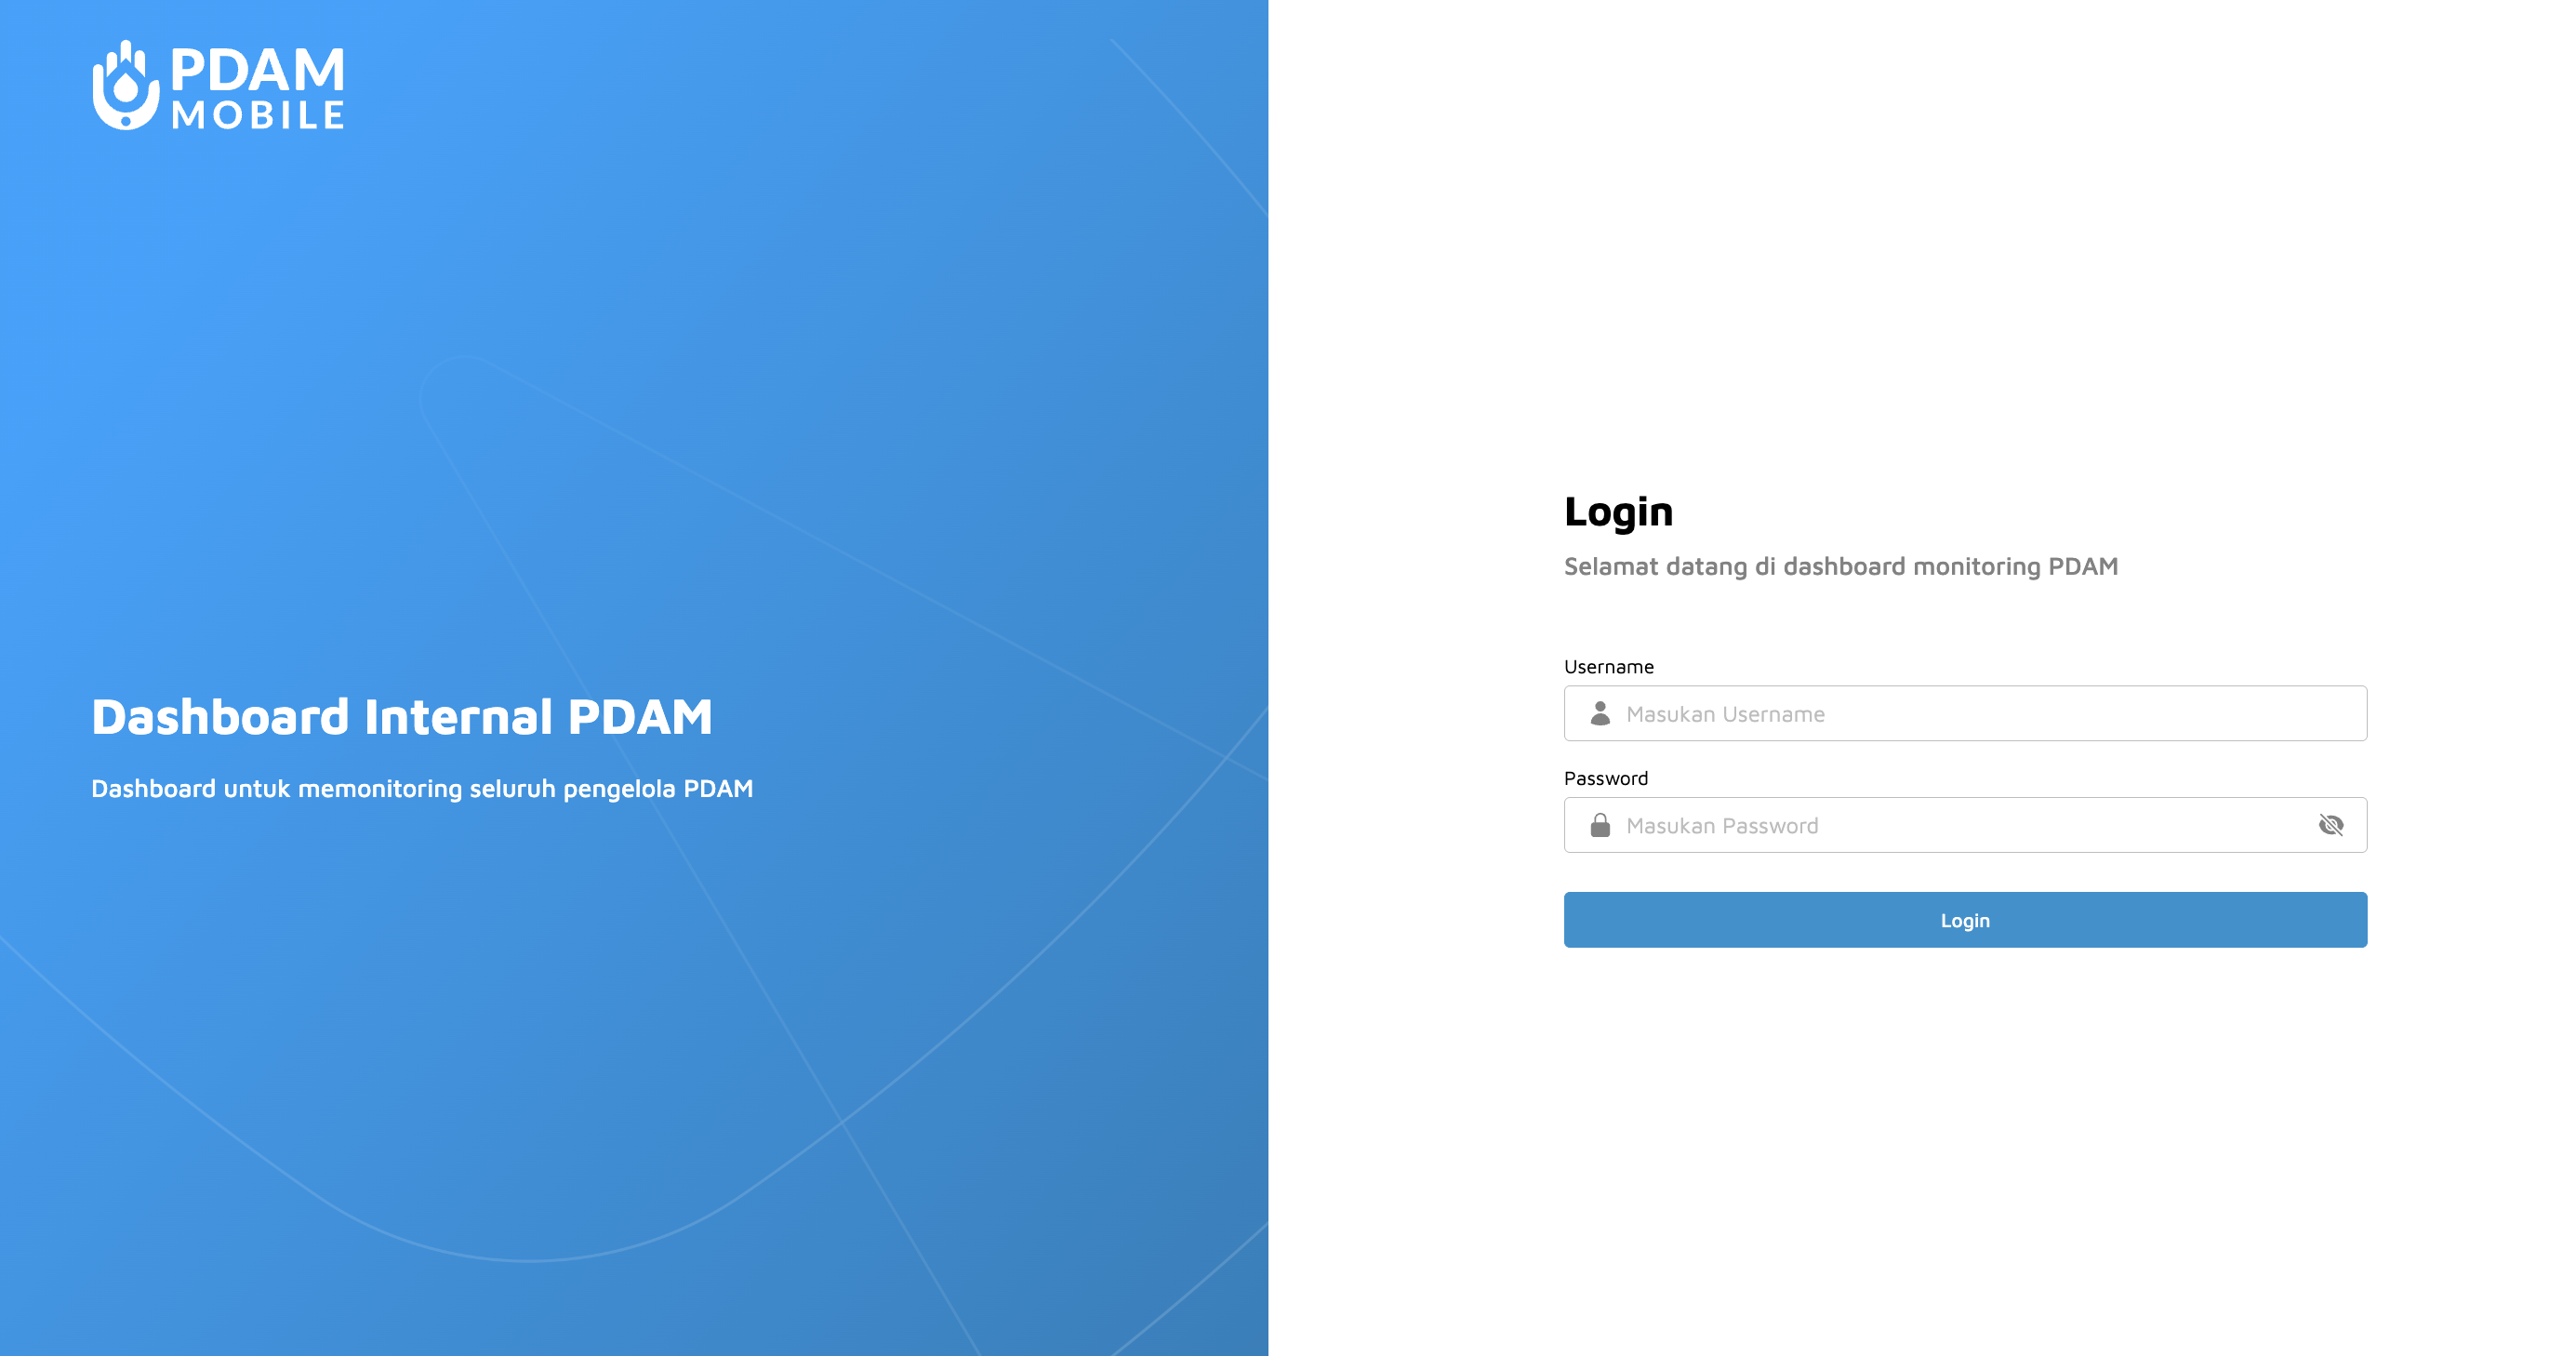 PDAM
MOBILE
Dashboard Internal PDAM
Dashboard untuk memonitoring seluruh pengelola PDAM
Login
Selamat datang di dashboard monitoring PDAM
Username
Masukan Username
Password
Masukan Password
Login